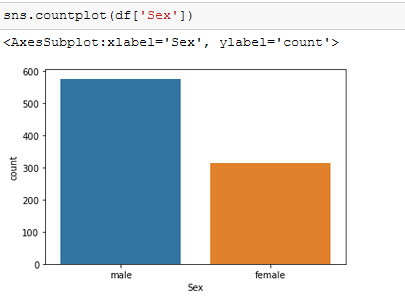 sns.countplot(df['Sex'])
<AxesSubplot:xlabel='Sex', ylabel='count'>
600
500
400
300
200
100
0
count
male female
Sex